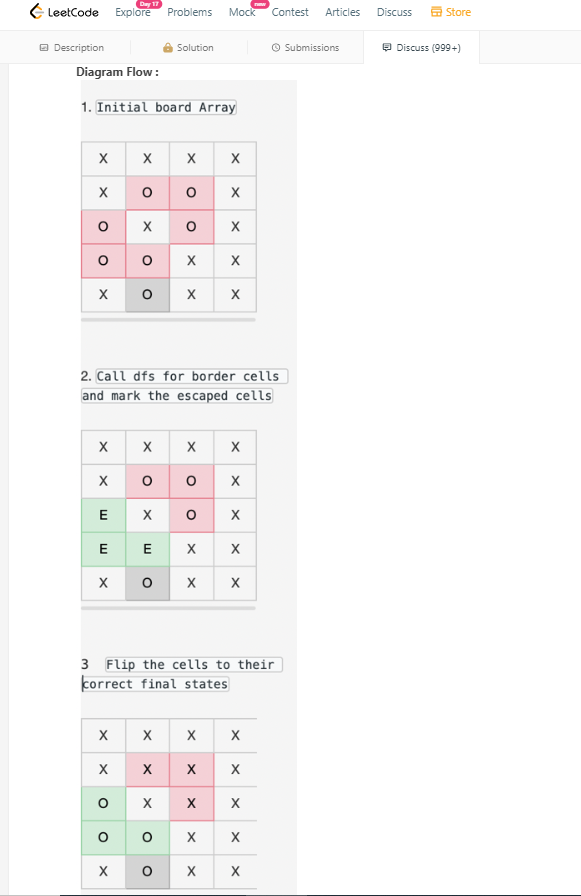 LeetCode Explore Day 17 Problems Mock new Contest Articles Discuss Store
Description Solution Submissions Discuss (999+)
Diagram Flow :
1. Initial board Array
X X X X
X O O X
O X O X
O O X X
X O X X
2. Call dfs for border cells
and mark the escaped cells
X X X X
X O O X
E X O X
E E X X
X O X X
3 Flip the cells to their
correct final states
X X X X
X X X X
O X X X
O O X X
X O X X